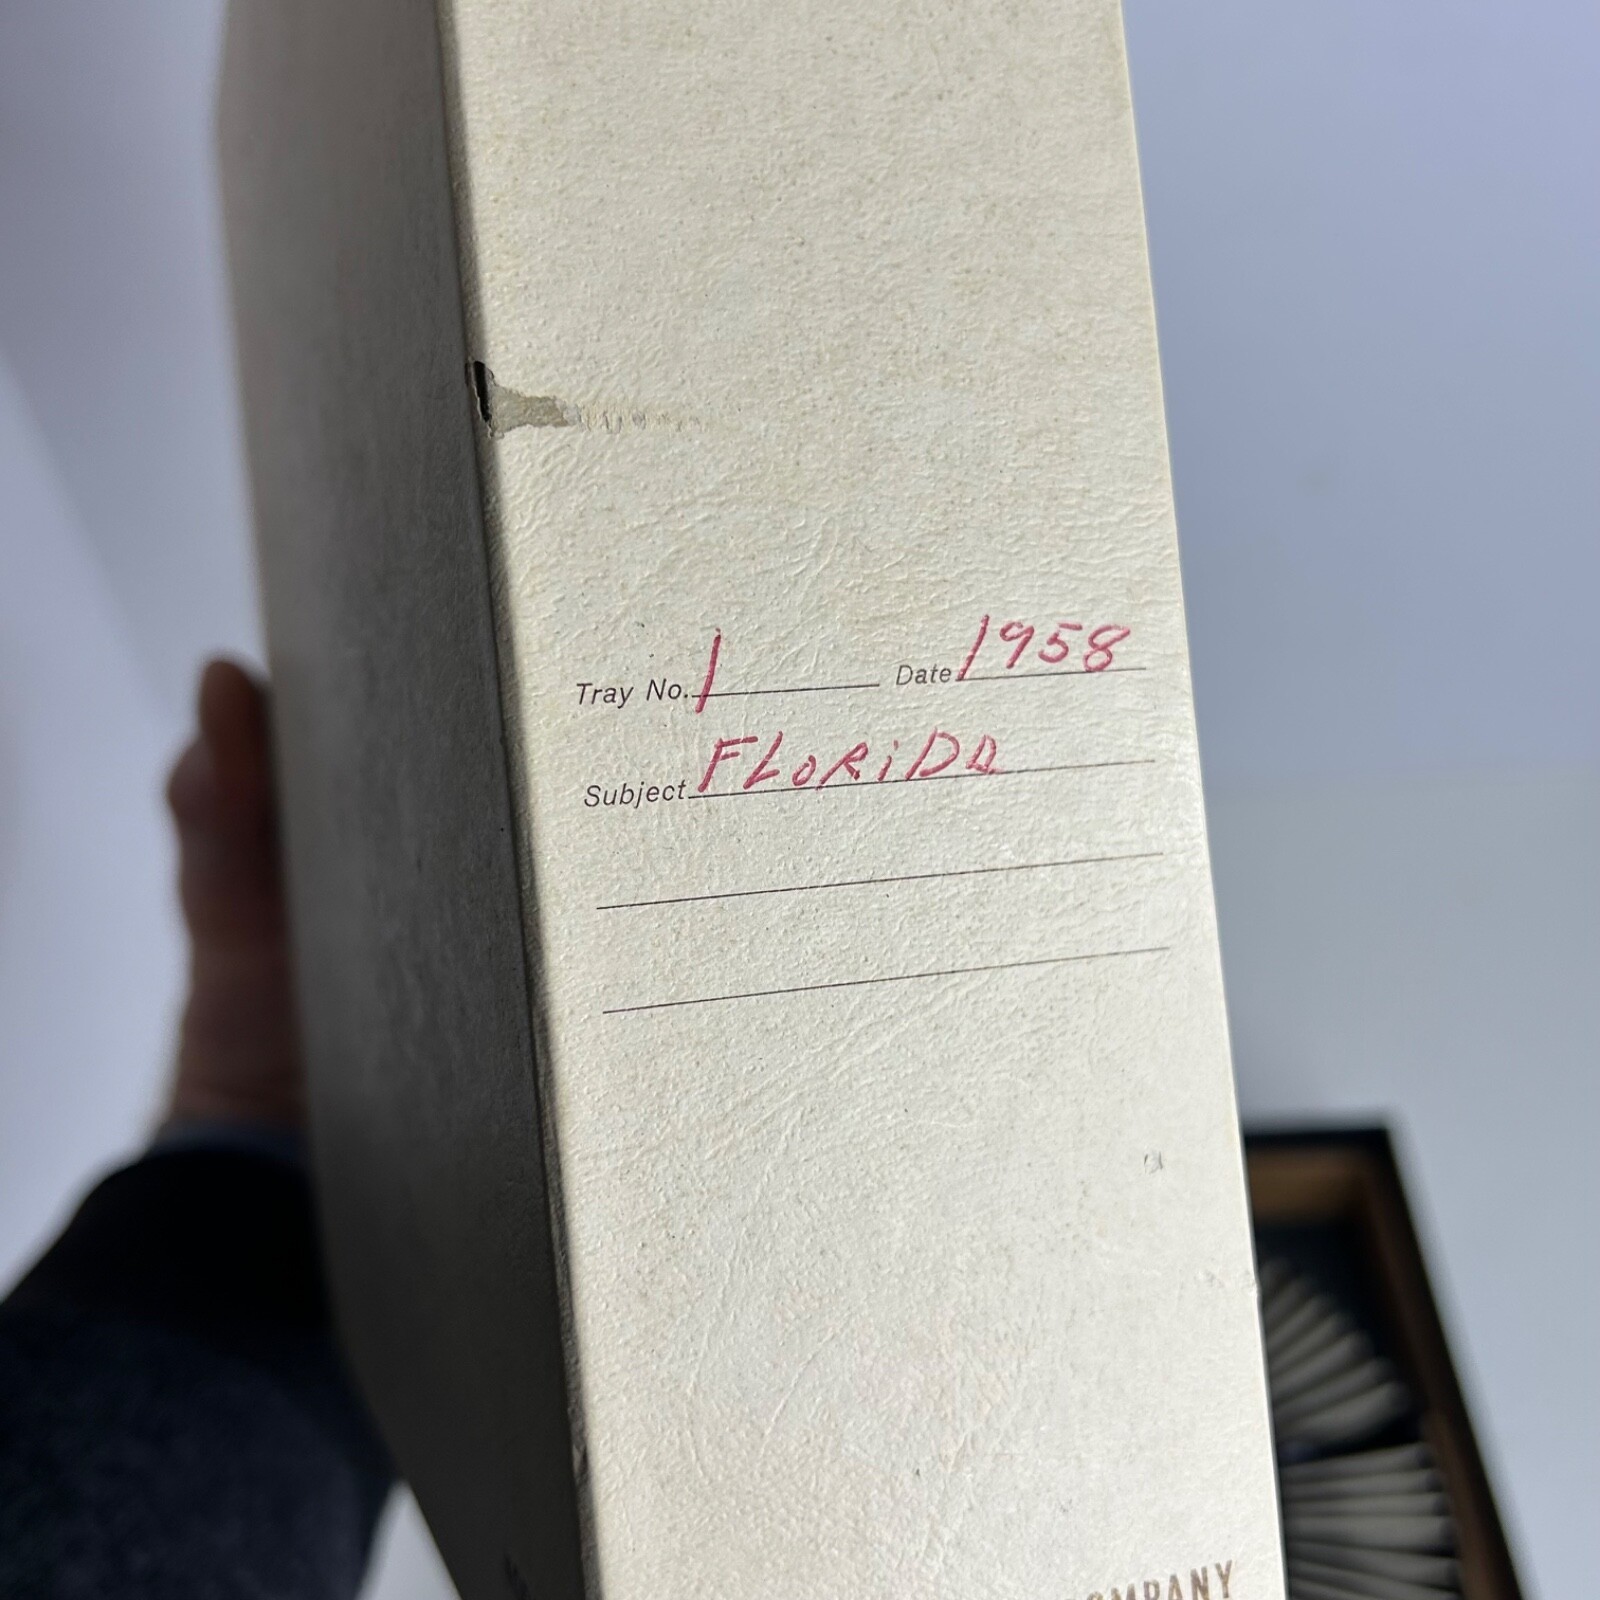 Tray No. 1 Date 1958
Subject FLORiDA